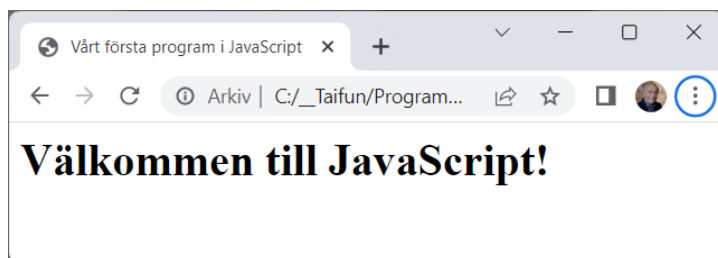 Vårt första program i JavaScript
Arkiv | C:/__Taifun/Program...
Välkommen till JavaScript!